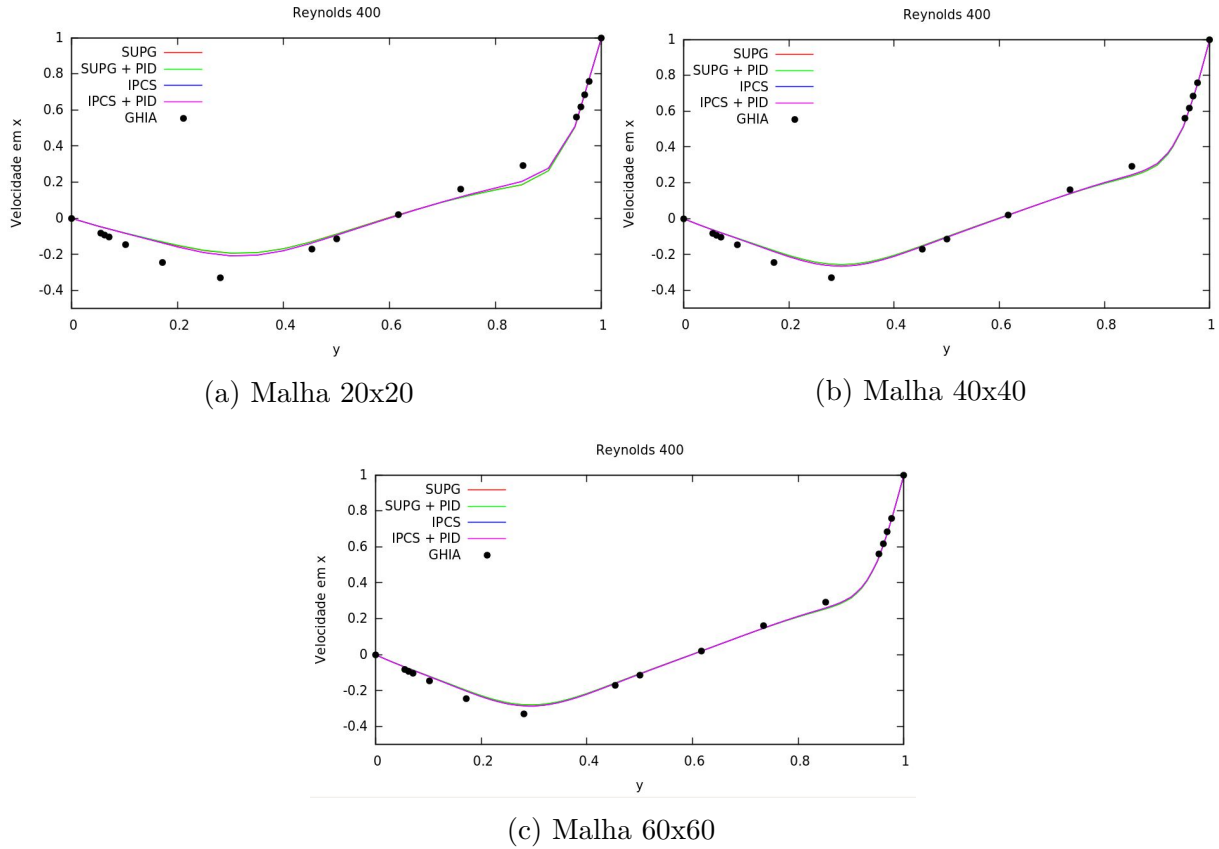 Reynolds 400
1
0.8
0.6
0.4
0.2
0
-0.2
-0.4
Velocidade em x
SUPG
SUPG + PID
IPCS
IPCS + PID
GHIA
0 0.2 0.4 0.6 0.8 1
y
(a) Malha 20x20
Reynolds 400
1
0.8
0.6
0.4
0.2
0
-0.2
-0.4
Velocidade em x
SUPG
SUPG + PID
IPCS
IPCS + PID
GHIA
0 0.2 0.4 0.6 0.8 1
y
(b) Malha 40x40
Reynolds 400
1
0.8
0.6
0.4
0.2
0
-0.2
-0.4
Velocidade em x
SUPG
SUPG + PID
IPCS
IPCS + PID
GHIA
0 0.2 0.4 0.6 0.8 1
y
(c) Malha 60x60